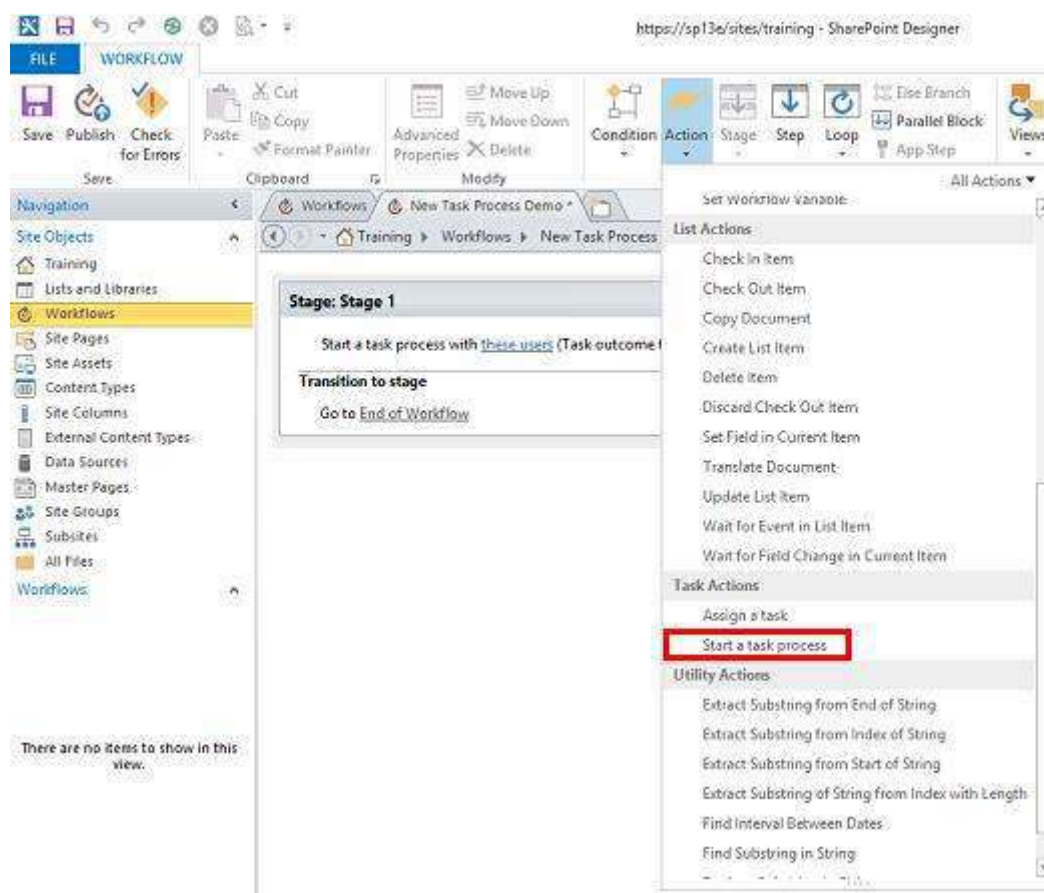 https://sp13e/sites/training - SharePoint Designer
FILE
WORKFLOW
Save
Publish
Check for Errors
Save
Paste
Cut
Copy
Format Painter
Clipboard
Advanced Properties
Move Up
Move Down
Delete
Modify
Condition
Action
Stage
Step
Loop
Else Branch
Parallel Block
App Step
Views
Navigation
Site Objects
Training
Lists and Libraries
Workflows
Site Pages
Site Assets
Content Types
Site Columns
External Content Types
Data Sources
Master Pages
Site Groups
Subsites
All Files
Workflows
There are no items to show in this
view.
Workflows
New Task Process Demo *
Training
Workflows
New Task Process
Stage: Stage 1
Start a task process with these users (Task outcome t
Transition to stage
Go to End of Workflow
All Actions
Set Workflow Variable
List Actions
Check In Item
Check Out Item
Copy Document
Create List Item
Delete Item
Discard Check Out Item
Set Field in Current Item
Translate Document
Update List Item
Wait for Event in List Item
Wait for Field Change in Current Item
Task Actions
Assign a task
Start a task process
Utility Actions
Extract Substring from End of String
Extract Substring from Index of String
Extract Substring from Start of String
Extract Substring of String from Index with Length
Find Interval Between Dates
Find Substring in String